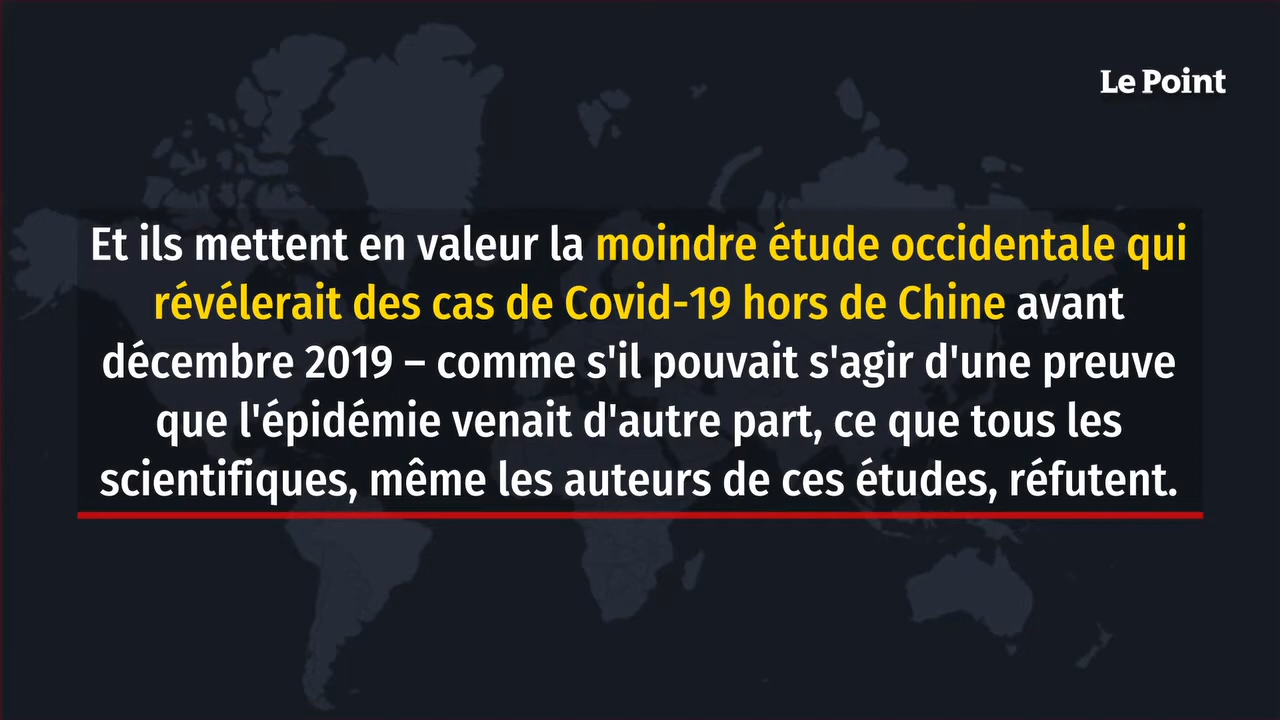 Le Point
Et ils mettent en valeur la moindre étude occidentale qui
révélerait des cas de Covid-19 hors de Chine avant
décembre 2019 – comme s'il pouvait s'agir d'une preuve
que l'épidémie venait d'autre part, ce que tous les
scientifiques, même les auteurs de ces études, réfutent.